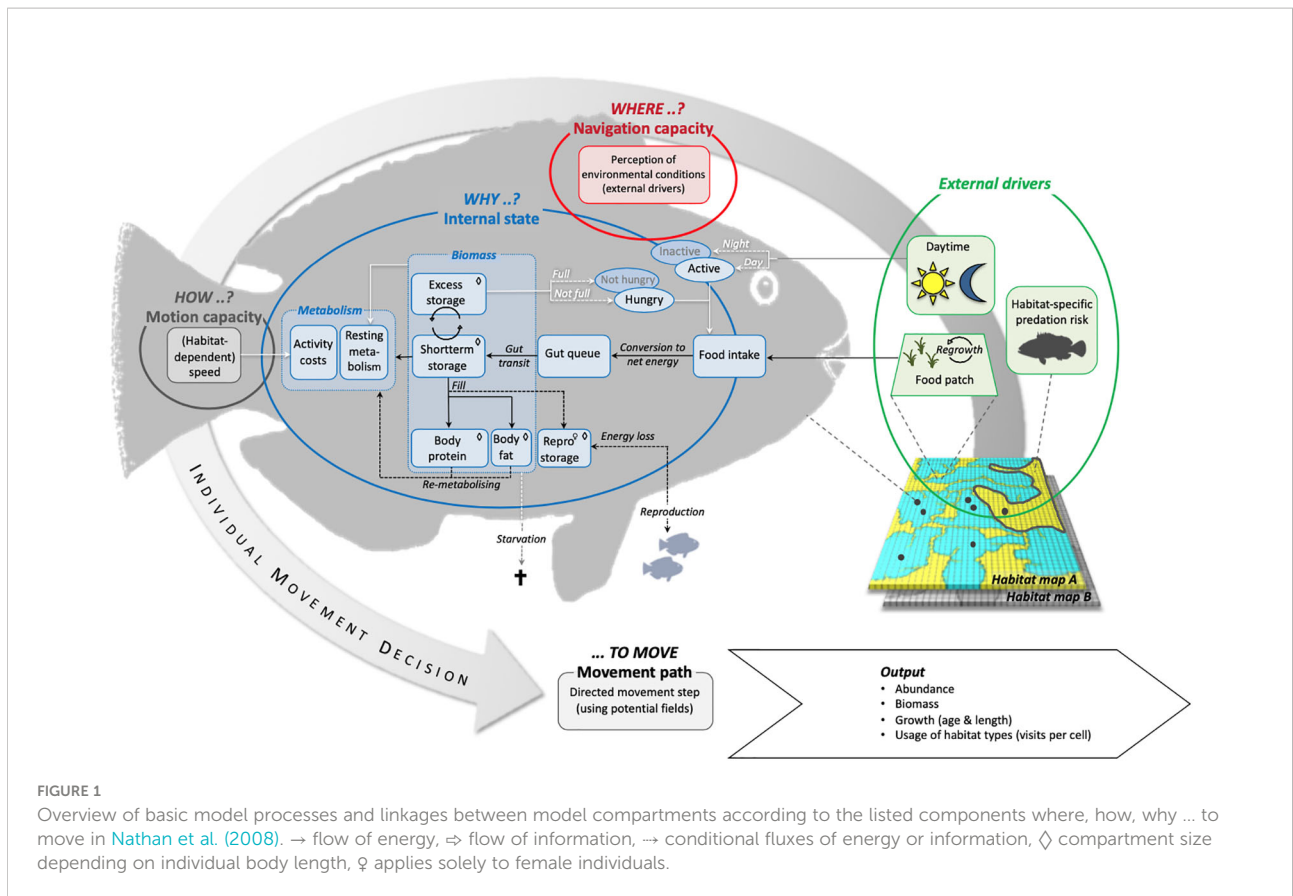 WHERE ..?
Navigation capacity
Perception of
environmental conditions
(external drivers)
External drivers
WHY ..?
Internal state
Night
Inactive
Active
Day
Daytime
Biomass
Full
Not hungry
Not full
Hungry
Excess
storage
◊
Habitat-specific
predation risk
HOW ..?
Motion capacity
(Habitat-
dependent)
speed
Metabolism
Activity
costs
Resting
meta-
bolism
Shortterm
storage
◊
Gut
transit
Gut queue
Conversion to
net energy
Food intake
Regrowth
Food patch
Fill
Body
protein
◊
Body
fat
◊
Repro
storage
♀ ◊
Energy loss
Re-metabolising
Reproduction
Starvation
✝
Habitat map A
Habitat map B
INDIVIDUAL MOVEMENT DECISION
... TO MOVE
Movement path
Directed movement step
(using potential fields)
Output
• Abundance
• Biomass
• Growth (age & length)
• Usage of habitat types (visits per cell)
FIGURE 1
Overview of basic model processes and linkages between model compartments according to the listed components where, how, why ... to
move in Nathan et al. (2008). → flow of energy, ⇨ flow of information, ⤏ conditional fluxes of energy or information, ◊ compartment size
depending on individual body length, ♀ applies solely to female individuals.